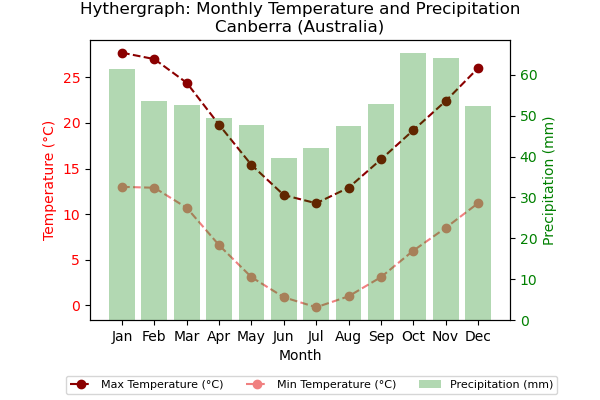 Hythergraph: Monthly Temperature and Precipitation
Canberra (Australia)
Temperature (°C)
25
20
15
10
5
0
60
50
40
30
20
10
0
Precipitation (mm)
Jan Feb Mar Apr May Jun Jul Aug Sep Oct Nov Dec
Month
Max Temperature (°C) Min Temperature (°C) Precipitation (mm)